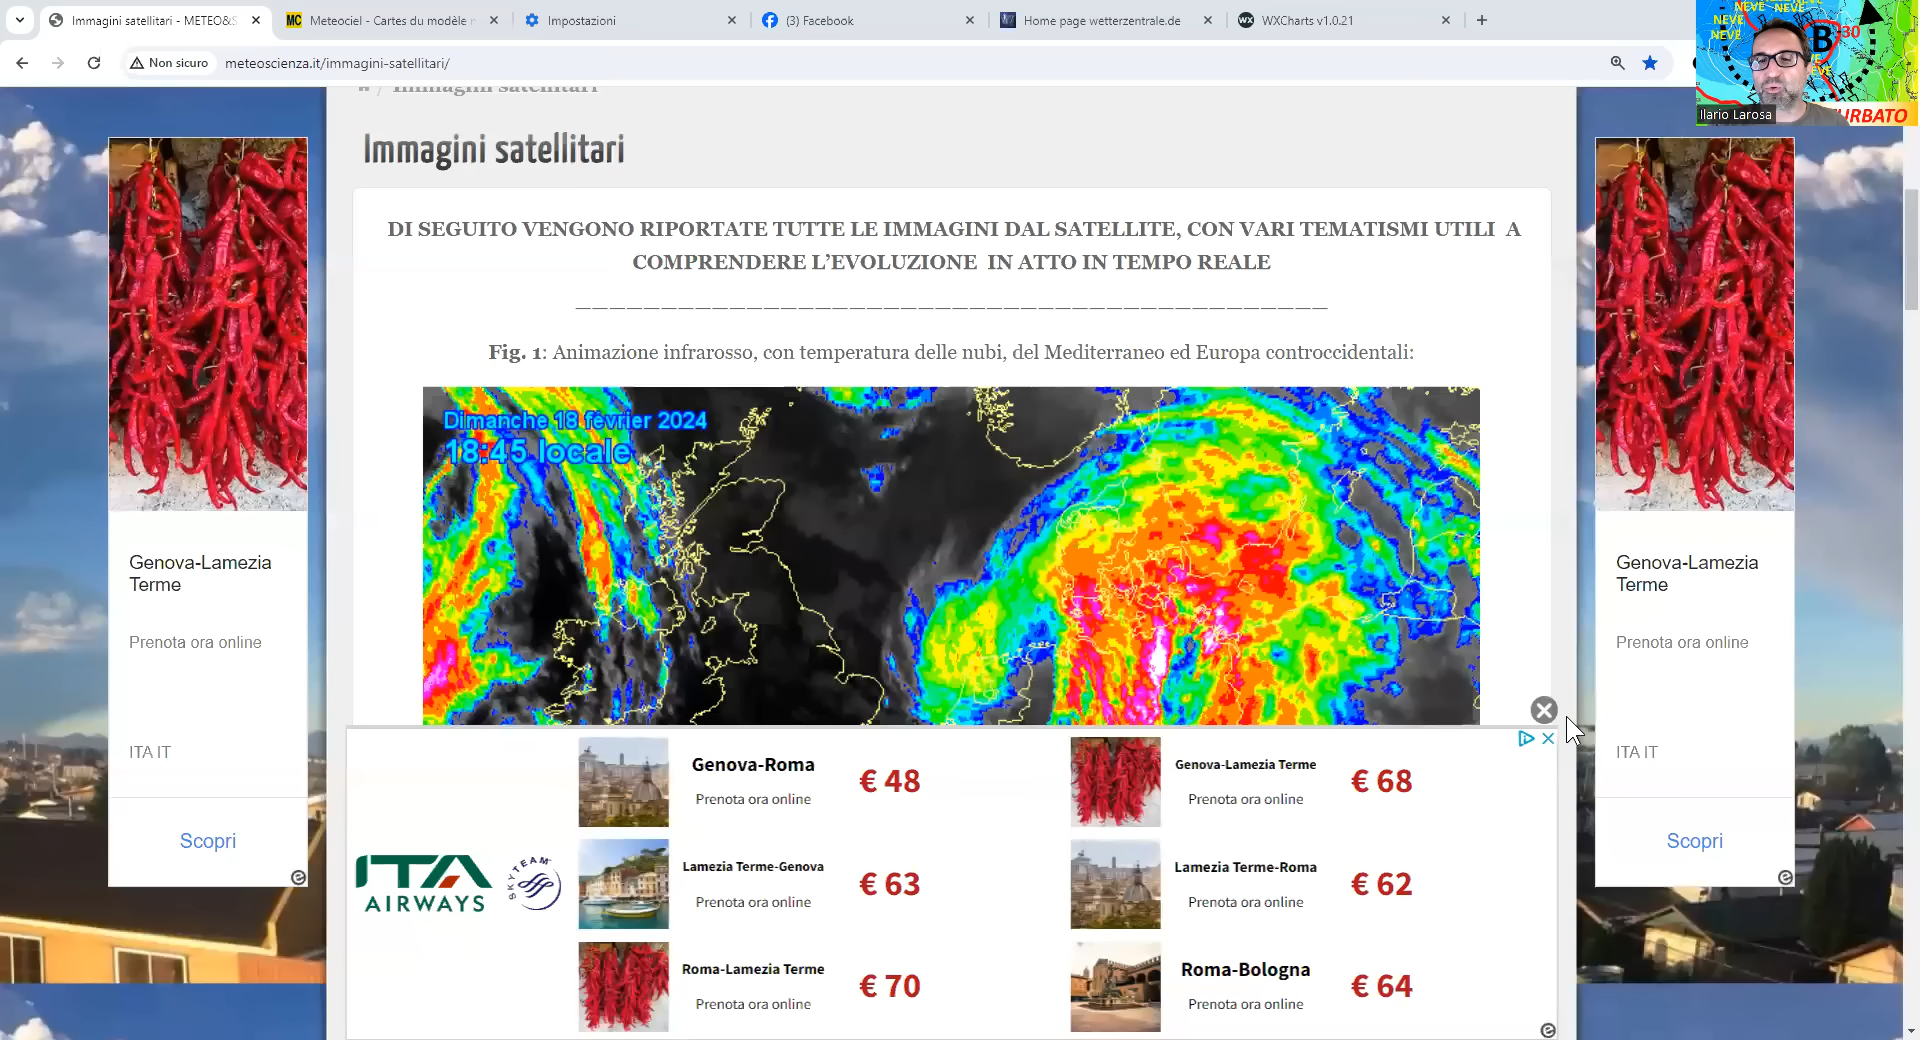 Immagini satellitari - METEO&S
Meteociel - Cartes du modèle n
Impostazioni
(3) Facebook
Home page wetterzentrale.de
WXCharts v1.0.21
Non sicuro
meteoscienza.it/immagini-satellitari/
NEVE
NEVE
NEVE
NEVE
B
-30
NEVE
Ilario Larosa
URBATO
/ Immagini satellitari
Immagini satellitari
DI SEGUITO VENGONO RIPORTATE TUTTE LE IMMAGINI DAL SATELLITE, CON VARI TEMATISMI UTILI A
COMPRENDERE L'EVOLUZIONE IN ATTO IN TEMPO REALE
Fig. 1: Animazione infrarosso, con temperatura delle nubi, del Mediterraneo ed Europa controccidentali:
Dimanche 18 février 2024
18:45 locale
Genova-Lamezia
Terme
Prenota ora online
ITA IT
Scopri
Genova-Lamezia
Terme
Prenota ora online
ITA IT
Scopri
ITA
AIRWAYS
SKYTEAM
Genova-Roma
Prenota ora online
€ 48
Genova-Lamezia Terme
Prenota ora online
€ 68
Lamezia Terme-Genova
Prenota ora online
€ 63
Lamezia Terme-Roma
Prenota ora online
€ 62
Roma-Lamezia Terme
Prenota ora online
€ 70
Roma-Bologna
Prenota ora online
€ 64